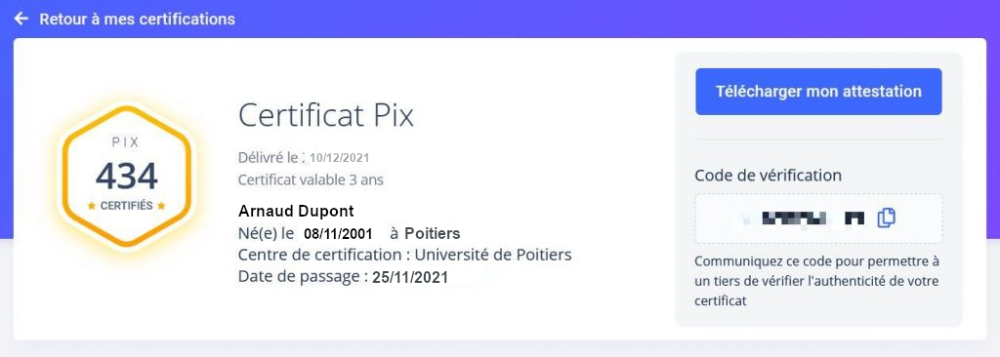 Retour à mes certifications
PIX
434
CERTIFIÉS
Certificat Pix
Délivré le : 10/12/2021
Certificat valable 3 ans
Arnaud Dupont
Né(e) le 08/11/2001 à Poitiers
Centre de certification : Université de Poitiers
Date de passage : 25/11/2021
Télécharger mon attestation
Code de vérification
Communiquez ce code pour permettre à
un tiers de vérifier l'authenticité de votre
certificat